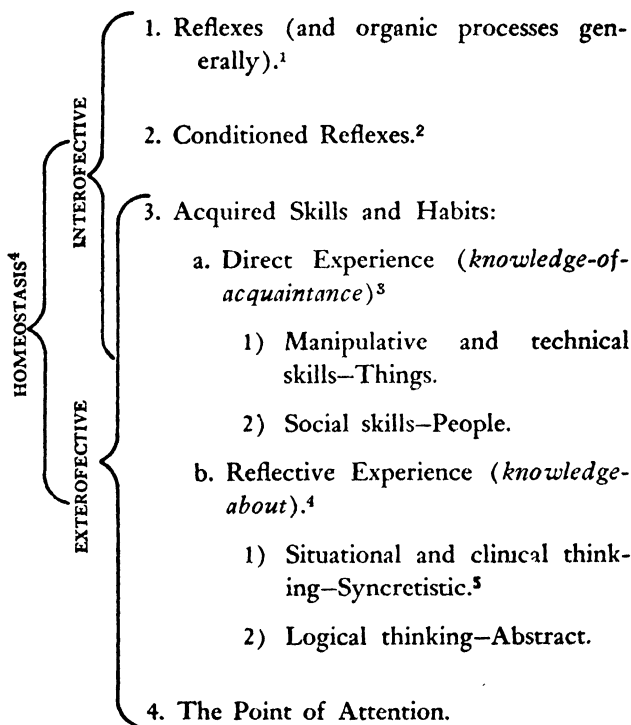 1. Reflexes (and organic processes gen-
erally).¹
2. Conditioned Reflexes.²
INTEROFECTIVE
3. Acquired Skills and Habits:
a. Direct Experience (knowledge-of-
acquaintance)³
HOMEOSTASIS⁴
1) Manipulative and technical
skills—Things.
2) Social skills—People.
EXTEROFECTIVE
b. Reflective Experience (knowledge-
about).⁴
1) Situational and clinical think-
ing—Syncretistic.⁵
2) Logical thinking—Abstract.
4. The Point of Attention.